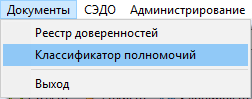 Документы СЭДО Администрирование
Реестр доверенностей
Классификатор полномочий
Выход